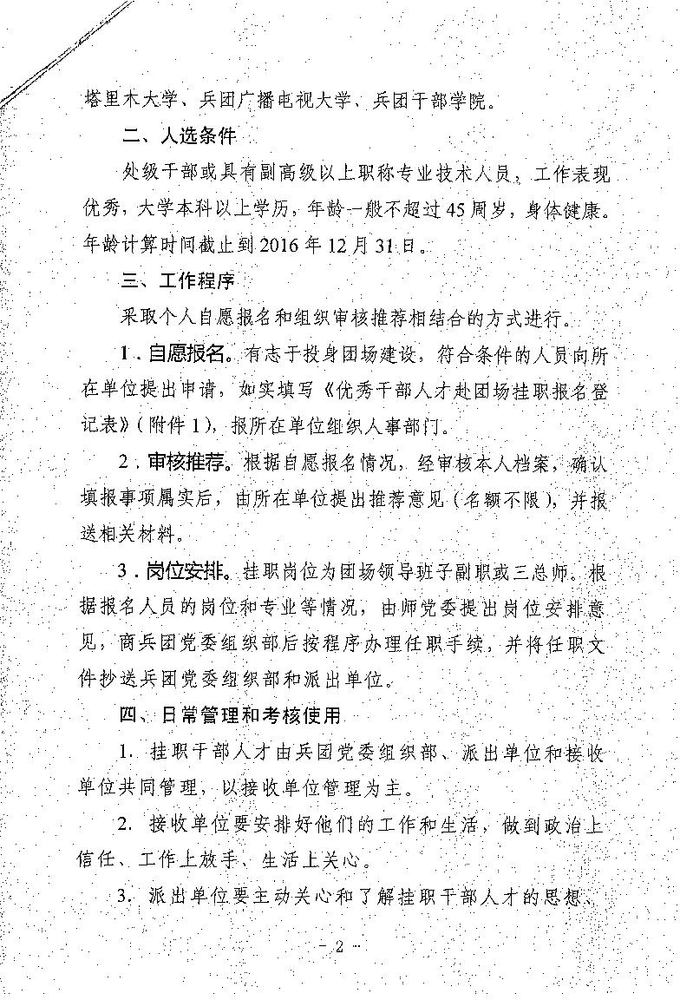 塔里木大学、兵团广播电视大学、兵团干部学院。
二、人选条件
处级干部或具有副高级以上职称专业技术人员，工作表现
优秀，大学本科以上学历，年龄一般不超过 45 周岁，身体健康。
年龄计算时间截止到 2016 年 12 月 31 日。
三、工作程序
采取个人自愿报名和组织审核推荐相结合的方式进行。
1．自愿报名。有志于投身团场建设，符合条件的人员向所
在单位提出申请，如实填写《优秀干部人才赴团场挂职报名登
记表》（附件 1），报所在单位组织人事部门。
2．审核推荐。根据自愿报名情况，经审核本人档案，确认
填报事项属实后，由所在单位提出推荐意见（名额不限），并报
送相关材料。
3．岗位安排。挂职岗位为团场领导班子副职或三总师。根
据报名人员的岗位和专业等情况，由师党委提出岗位安排意
见，商兵团党委组织部后按程序办理任职手续，并将任职文
件抄送兵团党委组织部和派出单位。
四、日常管理和考核使用
1. 挂职干部人才由兵团党委组织部、派出单位和接收
单位共同管理，以接收单位管理为主。
2. 接收单位要安排好他们的工作和生活，做到政治上
信任、工作上放手、生活上关心。
3. 派出单位要主动关心和了解挂职干部人才的思想、
- 2 -